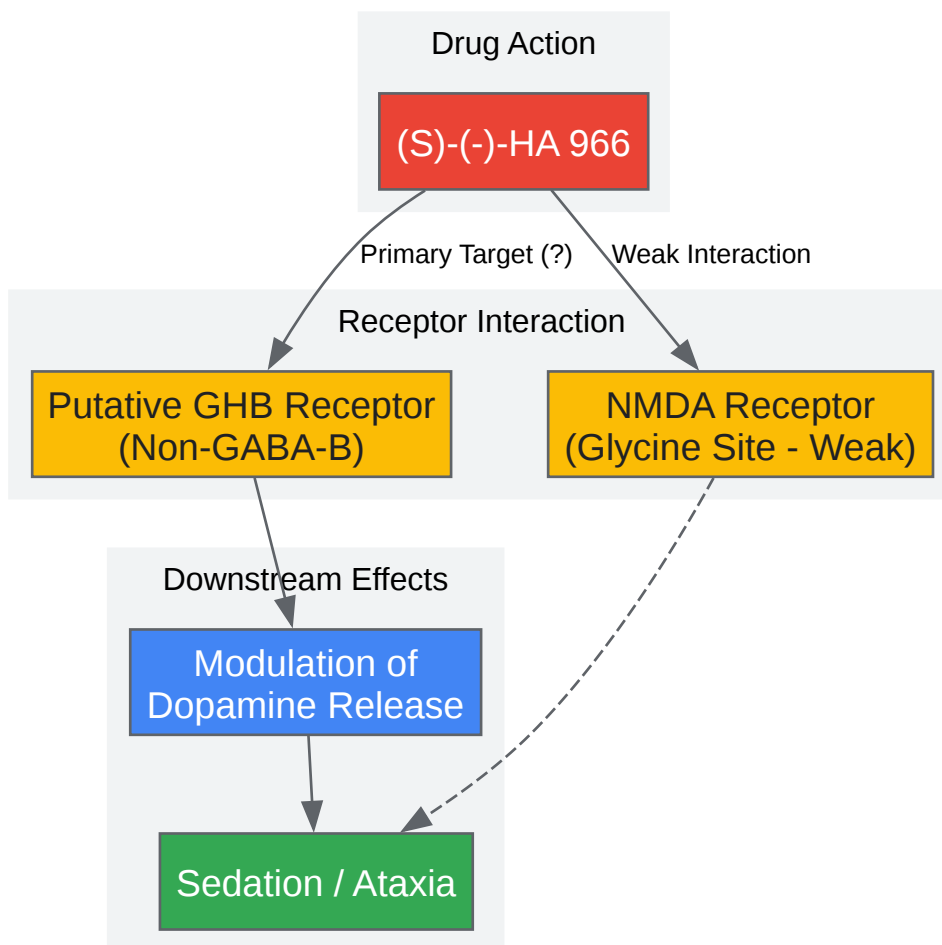 Drug Action
(S)-(-)-HA 966
Primary Target (?)
Weak Interaction
Receptor Interaction
Putative GHB Receptor
(Non-GABA-B)
NMDA Receptor
(Glycine Site - Weak)
Downstream Effects
Modulation of
Dopamine Release
Sedation / Ataxia